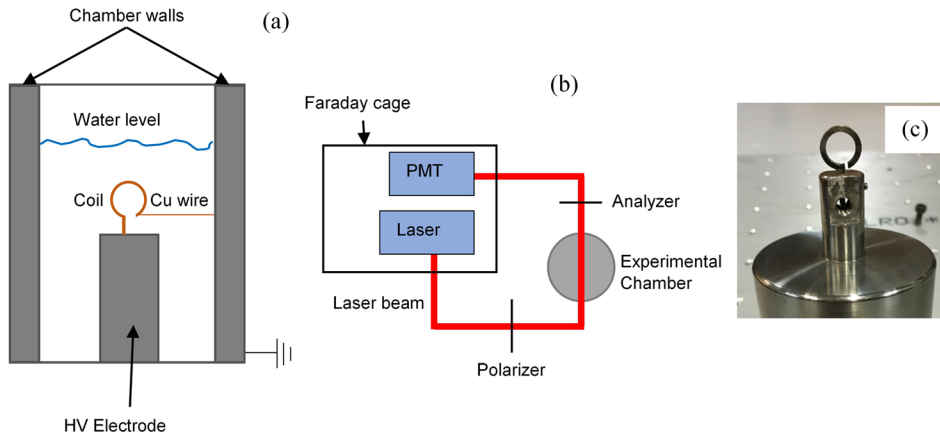 Chamber walls
(a)
Water level
Coil
Cu wire
HV Electrode
(b)
Faraday cage
PMT
Laser
Analyzer
Experimental
Chamber
Laser beam
Polarizer
(c)